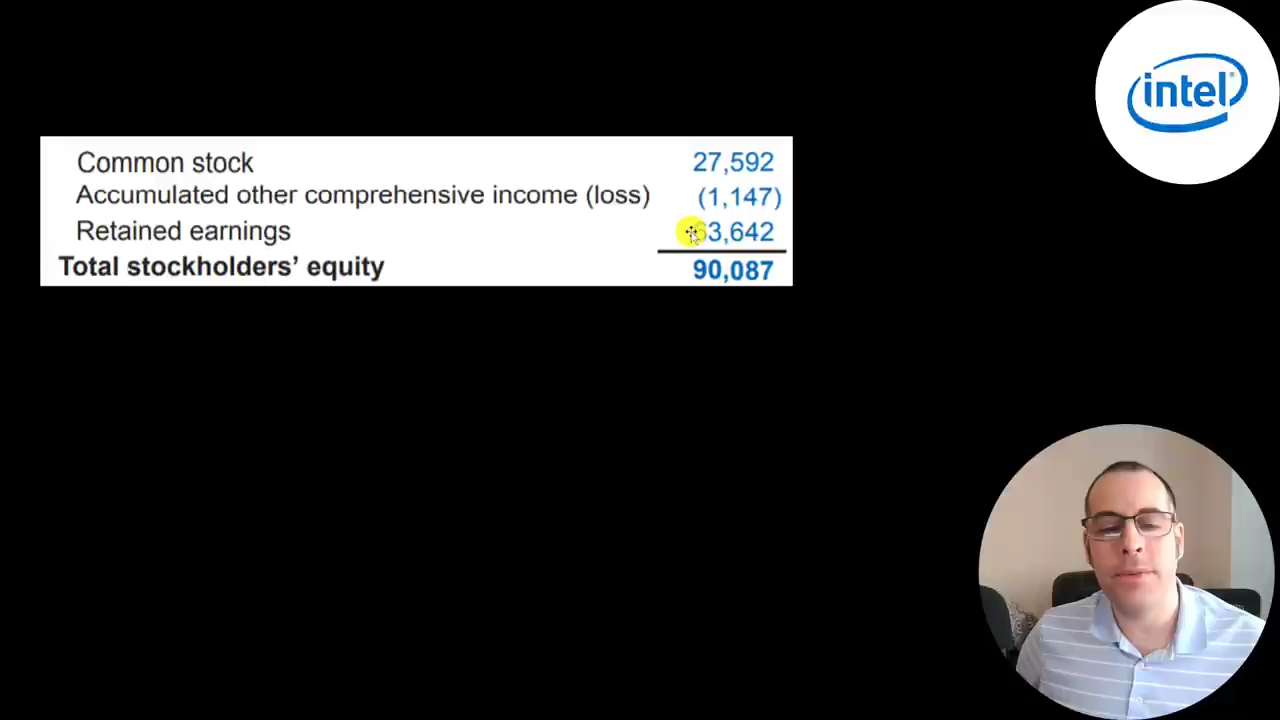 intel
Common stock 27,592
Accumulated other comprehensive income (loss) (1,147)
Retained earnings 63,642
Total stockholders’ equity 90,087